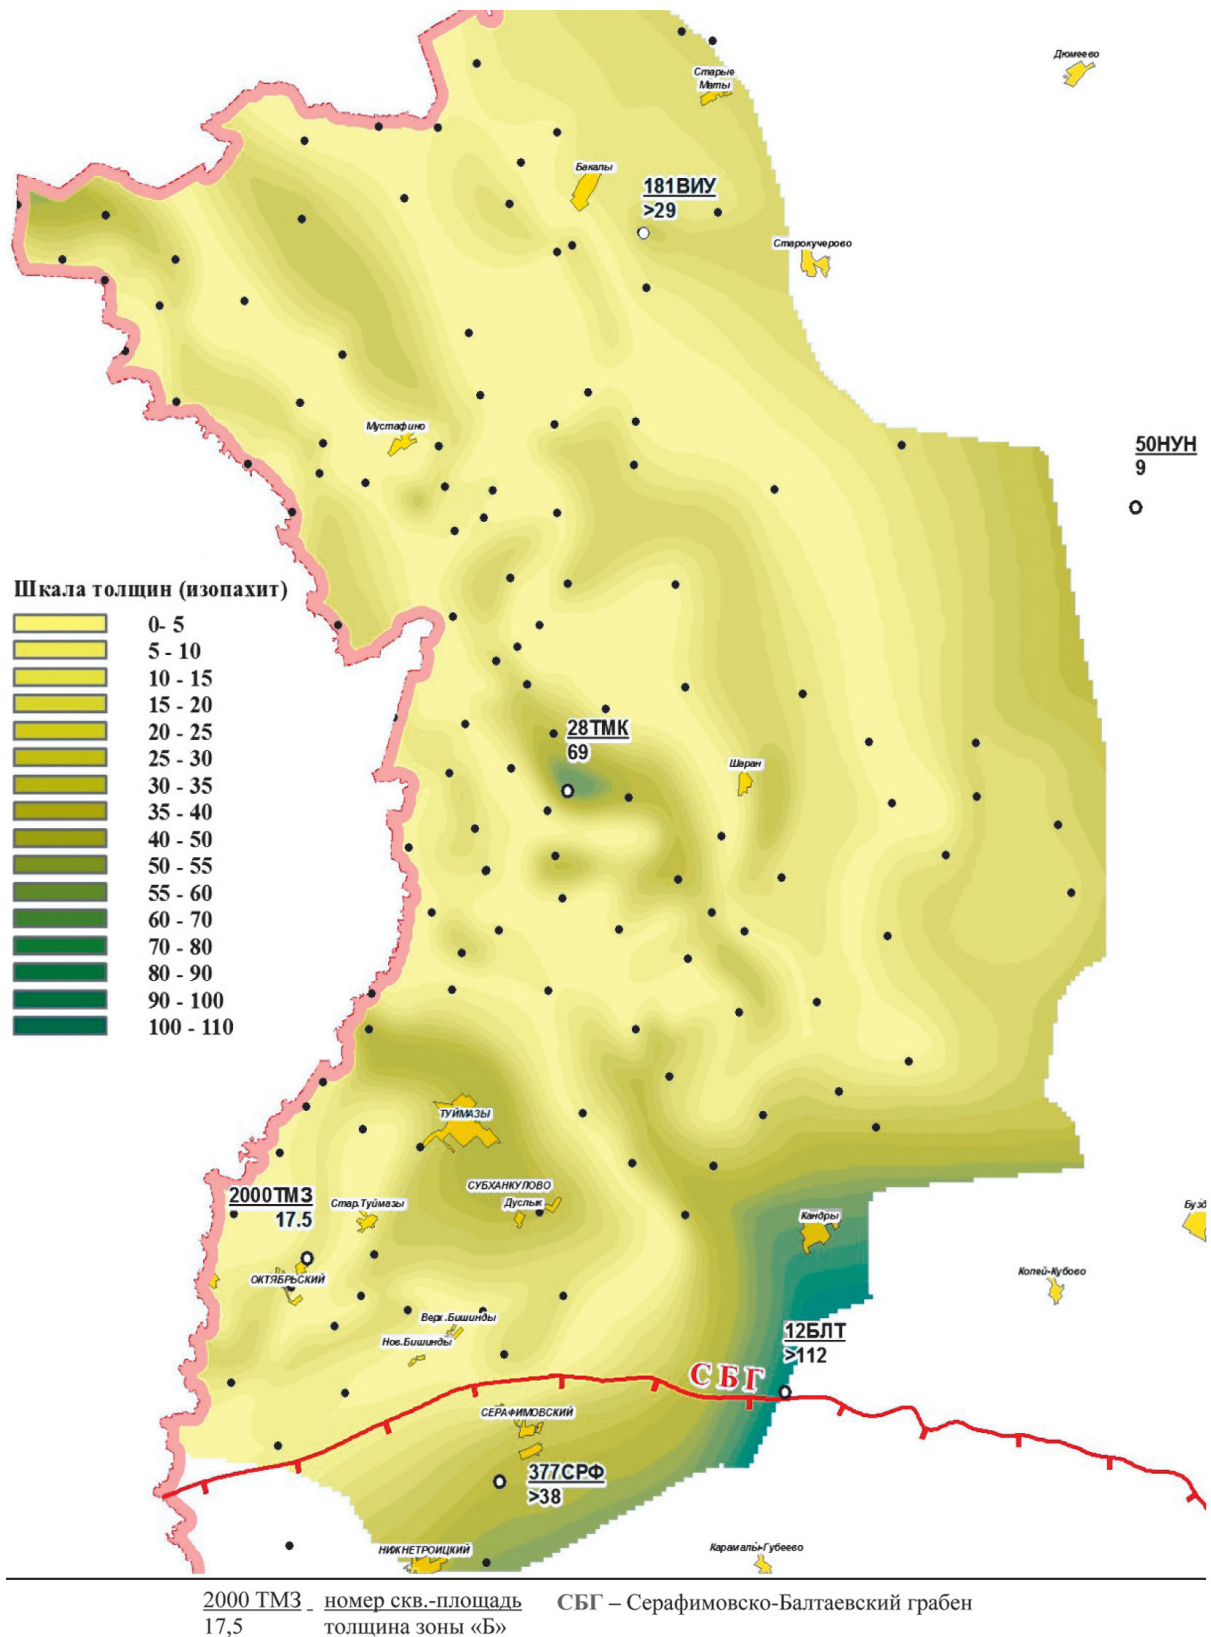 Дюмеево
Старые
Маты
Бакалы
181ВИУ
>29
Старокучерово
Мустафино
50НУН
9
Шкала толщин (изопахит)
0- 5
5 - 10
10 - 15
15 - 20
20 - 25
25 - 30
30 - 35
35 - 40
40 - 50
50 - 55
55 - 60
60 - 70
70 - 80
80 - 90
90 - 100
100 - 110
28ТМК
69
Шаран
ТУЙМАЗЫ
СУБХАНКУЛОВО
Дуслык
2000ТМЗ
17.5
Стар.Туймазы
Кандры
Бузд
ОКТЯБРЬСКИЙ
Копей-Кубово
Верх.Бишинды
Нов.Бишинды
12БЛТ
>112
СБГ
СЕРАФИМОВСКИЙ
377СРФ
>38
НИЖНЕТРОИЦКИЙ
Карамалы-Губеево
2000 ТМЗ - номер скв.-площадь СБГ – Серафимовско-Балтаевский грабен
17,5 толщина зоны «Б»